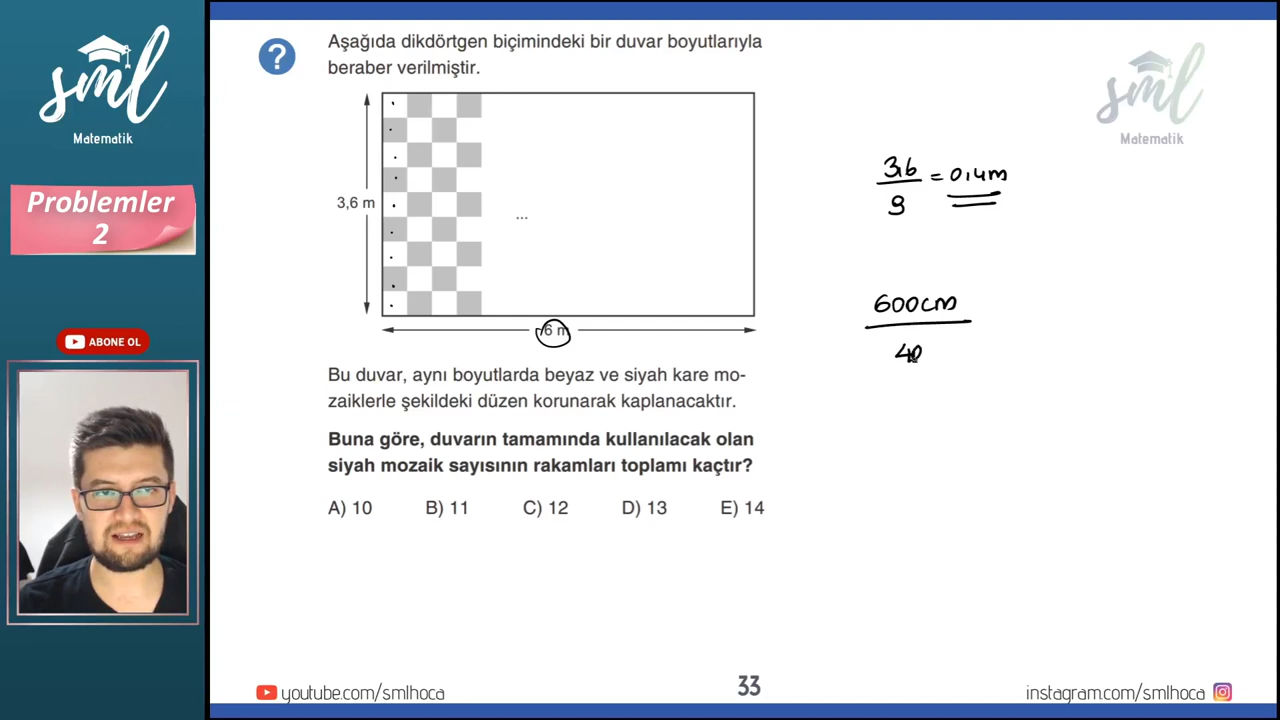 sml
Matematik
Problemler
2
ABONE OL
?
Aşağıda dikdörtgen biçimindeki bir duvar boyutlarıyla
beraber verilmiştir.
3,6 m
...
6 m
Bu duvar, aynı boyutlarda beyaz ve siyah kare mo-
zaiklerle şekildeki düzen korunarak kaplanacaktır.
Buna göre, duvarın tamamında kullanılacak olan
siyah mozaik sayısının rakamları toplamı kaçtır?
A) 10 B) 11 C) 12 D) 13 E) 14
sml
Matematik
3,6
9
= 0,4m
600cm
40
youtube.com/smlhoca
33
instagram.com/smlhoca